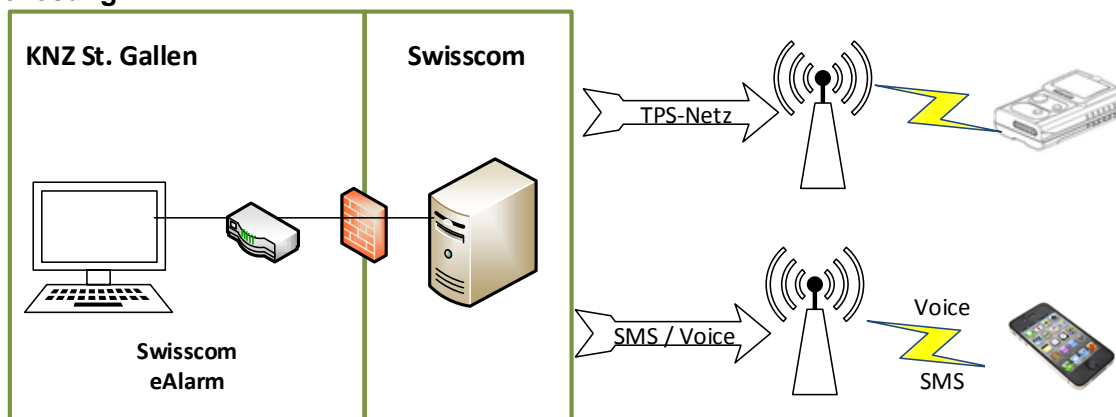 KNZ St. Gallen
Swisscom
Swisscom
eAlarm
TPS-Netz
SMS / Voice
Voice
SMS